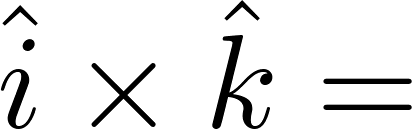 î × k̂ =